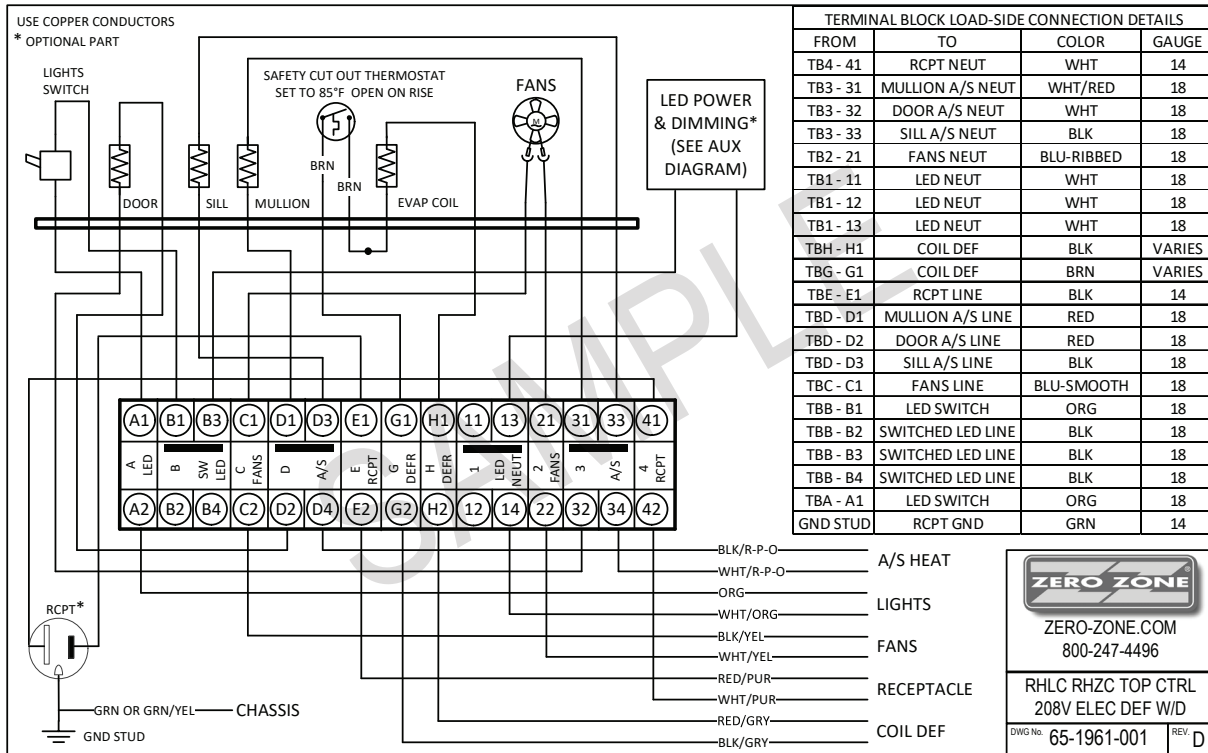 USE COPPER CONDUCTORS
* OPTIONAL PART
LIGHTS
SWITCH
SAFETY CUT OUT THERMOSTAT
SET TO 85°F OPEN ON RISE
FANS
M
LED POWER
& DIMMING*
(SEE AUX
DIAGRAM)
BRN
BRN
DOOR
SILL
MULLION
EVAP COIL
A1 B1 B3 C1 D1 D3 E1 G1 H1 11 13 21 31 33 41
A
LED
B
SW
LED
C
FANS
D
A/S
E
RCPT
G
DEFR
H
DEFR
1
LED
NEUT
2
FANS
3
A/S
4
RCPT
A2 B2 B4 C2 D2 D4 E2 G2 H2 12 14 22 32 34 42
BLK/R-P-O
WHT/R-P-O
A/S HEAT
ORG
WHT/ORG
LIGHTS
BLK/YEL
WHT/YEL
FANS
RED/PUR
WHT/PUR
RECEPTACLE
RED/GRY
BLK/GRY
COIL DEF
RCPT*
GRN OR GRN/YEL CHASSIS
GND STUD
TERMINAL BLOCK LOAD-SIDE CONNECTION DETAILS
FROM TO COLOR GAUGE
TB4 - 41 RCPT NEUT WHT 14
TB3 - 31 MULLION A/S NEUT WHT/RED 18
TB3 - 32 DOOR A/S NEUT WHT 18
TB3 - 33 SILL A/S NEUT BLK 18
TB2 - 21 FANS NEUT BLU-RIBBED 18
TB1 - 11 LED NEUT WHT 18
TB1 - 12 LED NEUT WHT 18
TB1 - 13 LED NEUT WHT 18
TBH - H1 COIL DEF BLK VARIES
TBG - G1 COIL DEF BRN VARIES
TBE - E1 RCPT LINE BLK 14
TBD - D1 MULLION A/S LINE RED 18
TBD - D2 DOOR A/S LINE RED 18
TBD - D3 SILL A/S LINE BLK 18
TBC - C1 FANS LINE BLU-SMOOTH 18
TBB - B1 LED SWITCH ORG 18
TBB - B2 SWITCHED LED LINE BLK 18
TBB - B3 SWITCHED LED LINE BLK 18
TBB - B4 SWITCHED LED LINE BLK 18
TBA - A1 LED SWITCH ORG 18
GND STUD RCPT GND GRN 14
ZERO ZONE
ZERO-ZONE.COM
800-247-4496
RHLC RHZC TOP CTRL
208V ELEC DEF W/D
DWG No. 65-1961-001 REV. D
SAMPLE